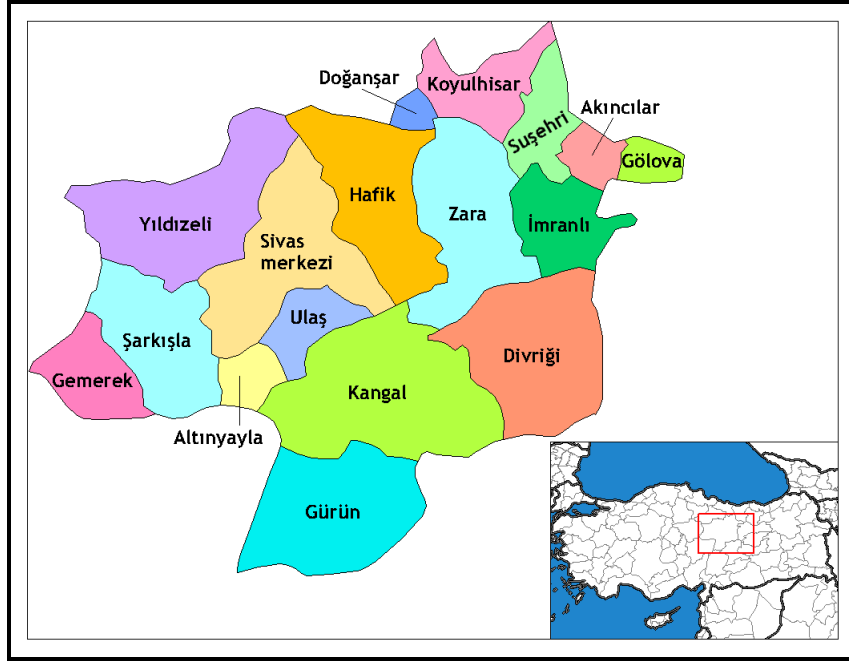 Koyulhisar
Doğanşar
Akıncılar
Suşehri
Gölova
Hafik
Zara
Yıldızeli
İmranlı
Sivas
merkezi
Ulaş
Şarkışla
Divriği
Gemerek
Kangal
Altınyayla
Gürün